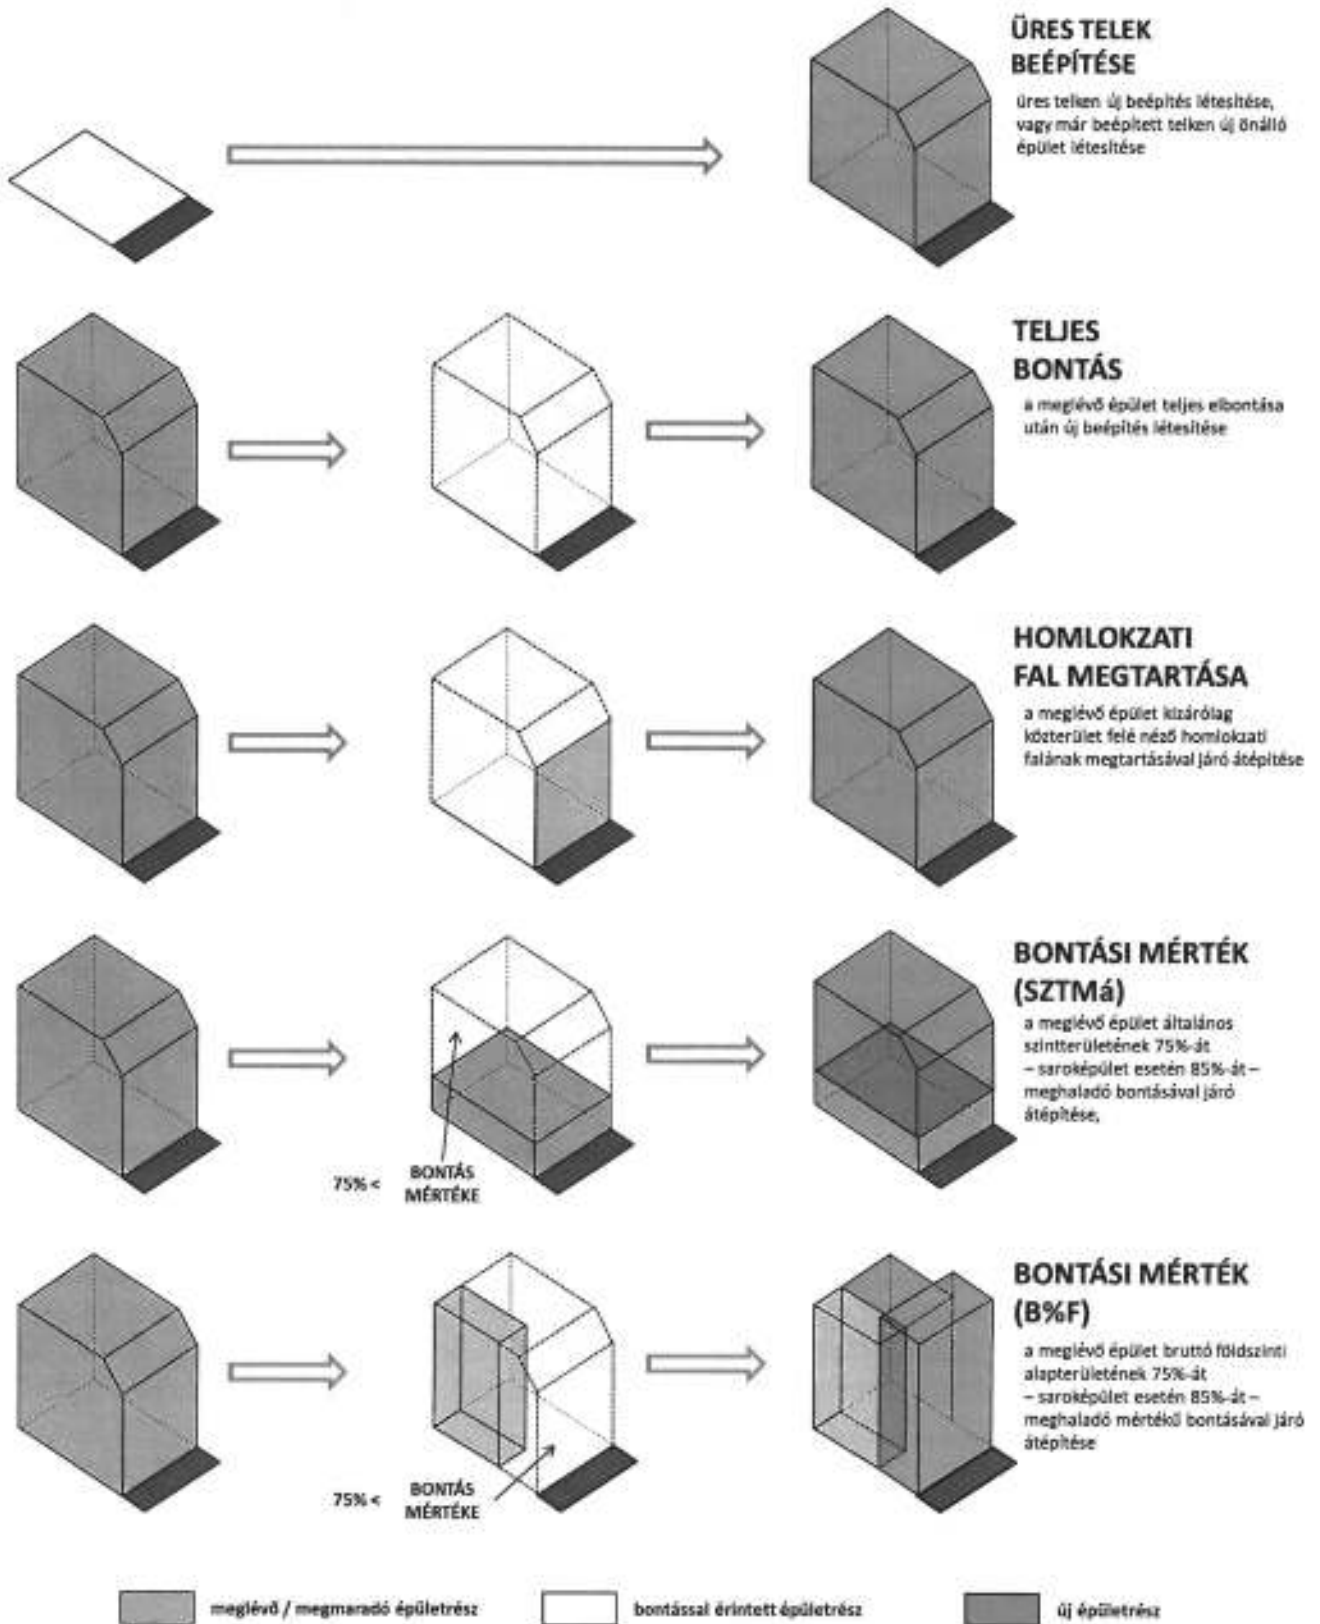 ÜRES TELEK
BEÉPÍTÉSE
üres telken új beépítés létesítése,
vagy már beépített telken új önálló
épület létesítése
TELJES
BONTÁS
a meglévő épület teljes elbontása
után új beépítés létesítése
HOMLOKZATI
FAL MEGTARTÁSA
a meglévő épület kizárólag
közterület felé néző homlokzati
falának megtartásával járó átépítése
BONTÁSI MÉRTÉK
(SZTMá)
a meglévő épület általános
szintterületének 75%-át
– saroképület esetén 85%-át –
meghaladó bontásával járó
átépítése,
75% <
BONTÁS
MÉRTÉKE
BONTÁSI MÉRTÉK
(B%F)
a meglévő épület bruttó földszinti
alapterületének 75%-át
– saroképület esetén 85%-át –
meghaladó mértékű bontásával járó
átépítése
75% <
BONTÁS
MÉRTÉKE
meglévő / megmaradó épületrész
bontással érintett épületrész
új épületrész